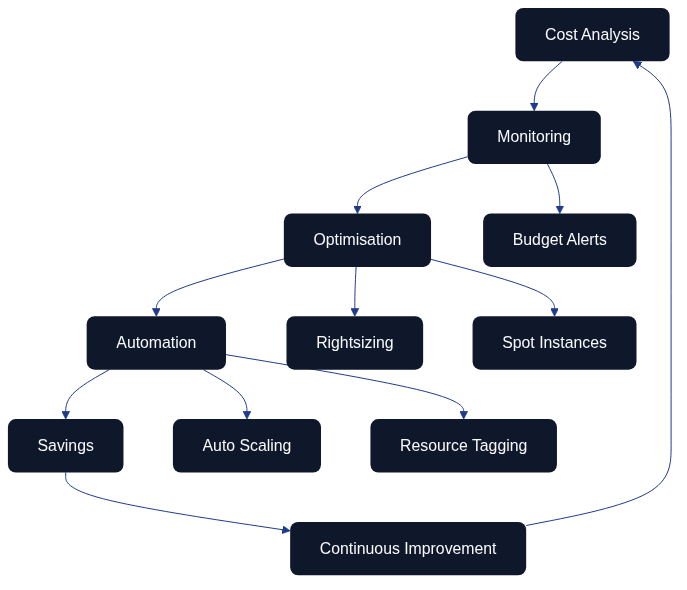 Cost Analysis
Monitoring
Optimisation
Budget Alerts
Automation
Rightsizing
Spot Instances
Savings
Auto Scaling
Resource Tagging
Continuous Improvement